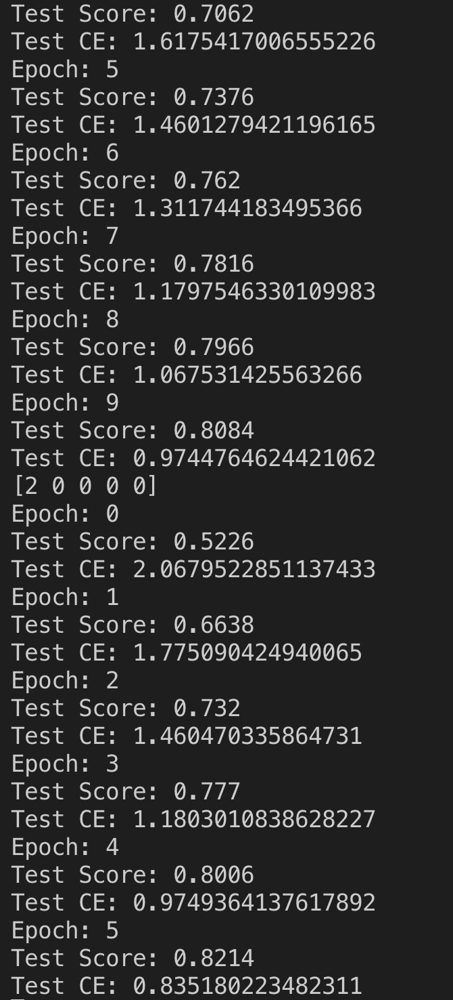 Test Score: 0.7062
Test CE: 1.6175417006555226
Epoch: 5
Test Score: 0.7376
Test CE: 1.4601279421196165
Epoch: 6
Test Score: 0.762
Test CE: 1.311744183495366
Epoch: 7
Test Score: 0.7816
Test CE: 1.1797546330109983
Epoch: 8
Test Score: 0.7966
Test CE: 1.067531425563266
Epoch: 9
Test Score: 0.8084
Test CE: 0.9744764624421062
[2 0 0 0 0]
Epoch: 0
Test Score: 0.5226
Test CE: 2.0679522851137433
Epoch: 1
Test Score: 0.6638
Test CE: 1.775090424940065
Epoch: 2
Test Score: 0.732
Test CE: 1.460470335864731
Epoch: 3
Test Score: 0.777
Test CE: 1.1803010838628227
Epoch: 4
Test Score: 0.8006
Test CE: 0.9749364137617892
Epoch: 5
Test Score: 0.8214
Test CE: 0.835180223482311